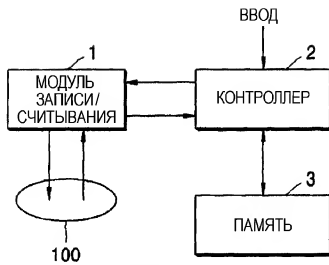 ВВОД
1
МОДУЛЬ
ЗАПИСИ/
СЧИТЫВАНИЯ
2
КОНТРОЛЛЕР
3
ПАМЯТЬ
100